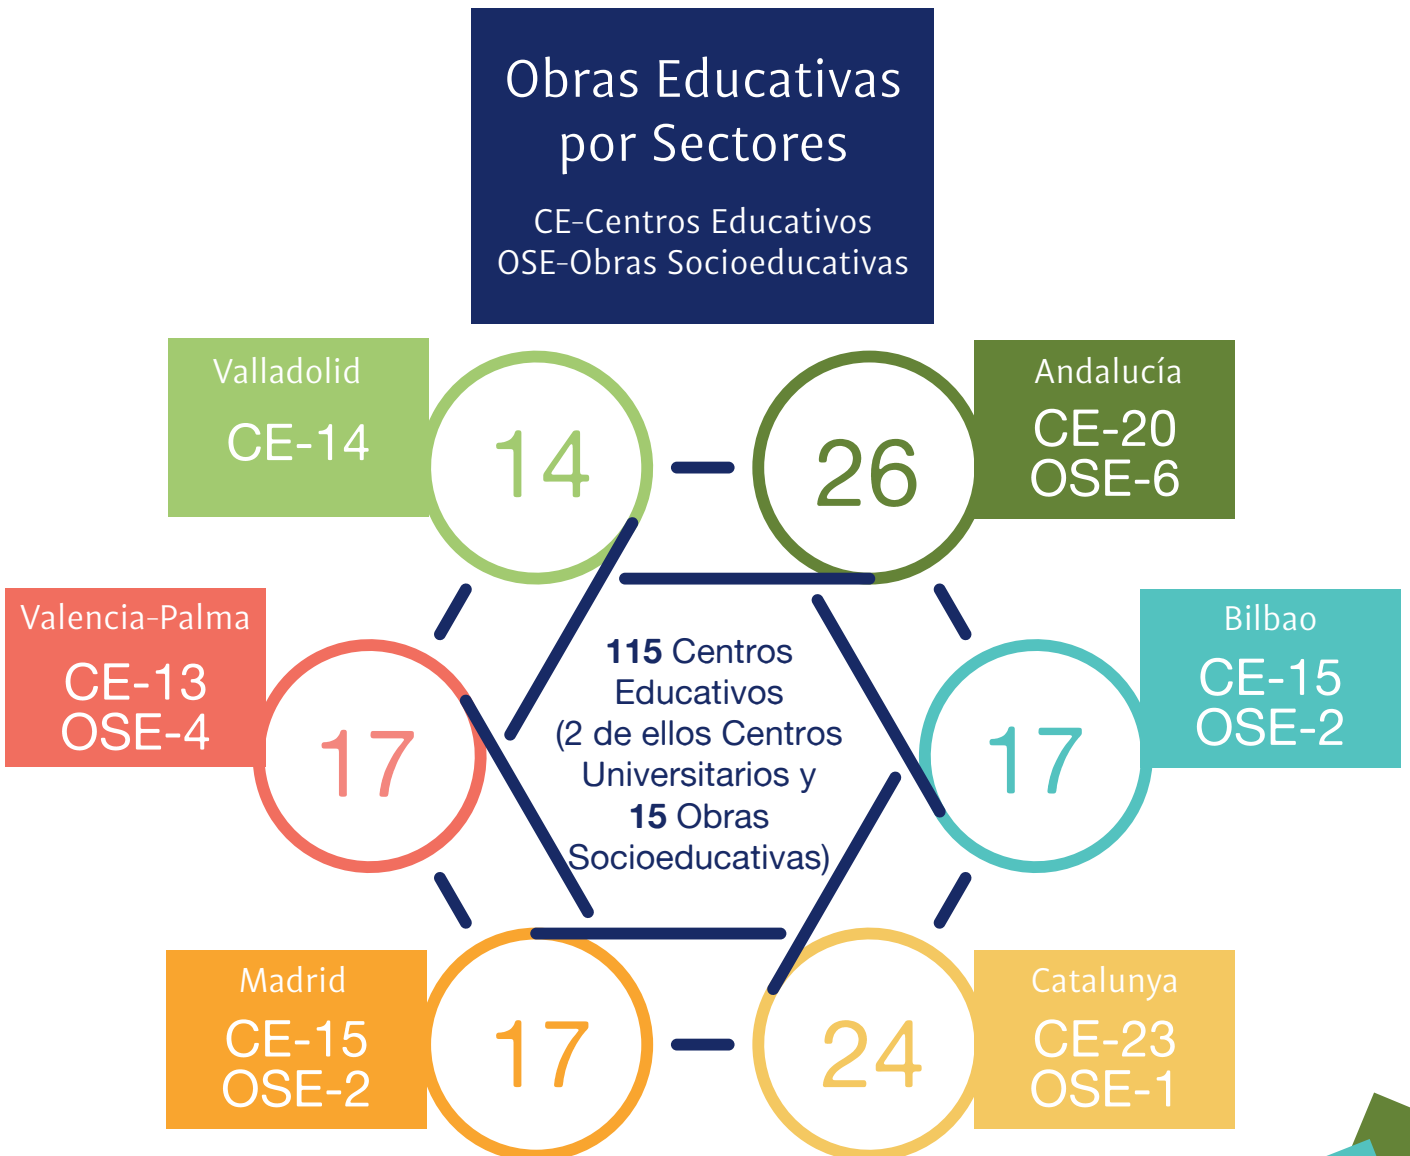 Obras Educativas
por Sectores
CE-Centros Educativos
OSE-Obras Socioeducativas
Valladolid
CE-14
14
26
Andalucía
CE-20
OSE-6
Valencia-Palma
CE-13
OSE-4
17
115 Centros
Educativos
(2 de ellos Centros
Universitarios y
15 Obras
Socioeducativas)
17
Bilbao
CE-15
OSE-2
Madrid
CE-15
OSE-2
17
24
Catalunya
CE-23
OSE-1